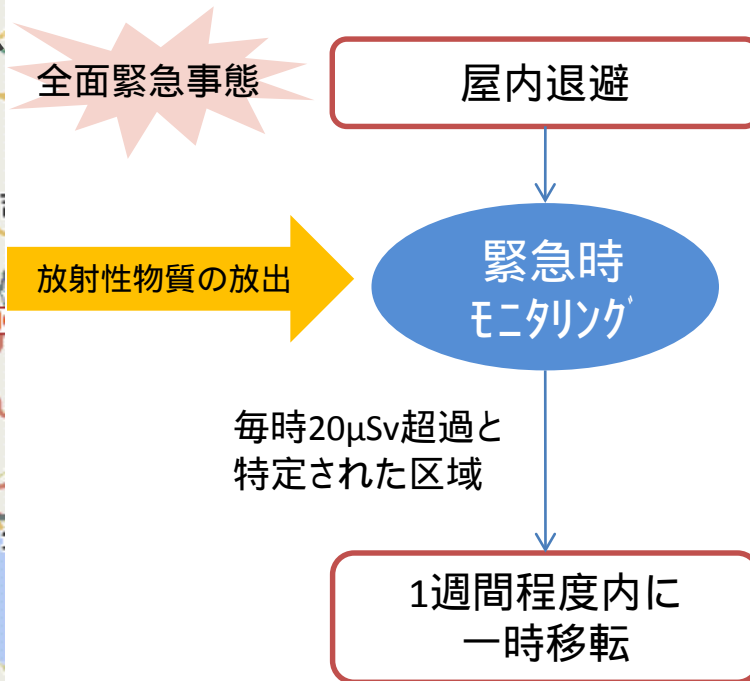 全面緊急事態
屋内退避
放射性物質の放出
緊急時
ﾓﾆﾀﾘﾝｸﾞ
毎時20μSv超過と
特定された区域
1週間程度内に
一時移転